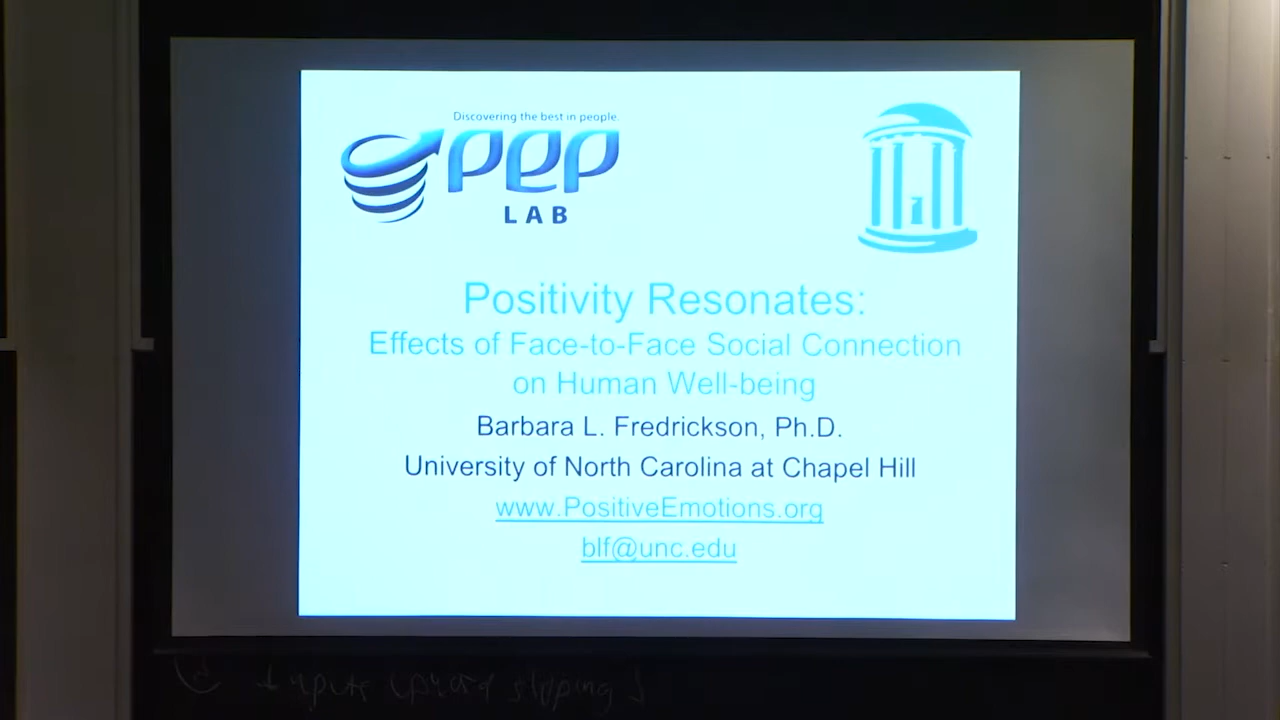 Discovering the best in people.
PEP
LAB
Positivity Resonates:
Effects of Face-to-Face Social Connection
on Human Well-being
Barbara L. Fredrickson, Ph.D.
University of North Carolina at Chapel Hill
www.PositiveEmotions.org
blf@unc.edu